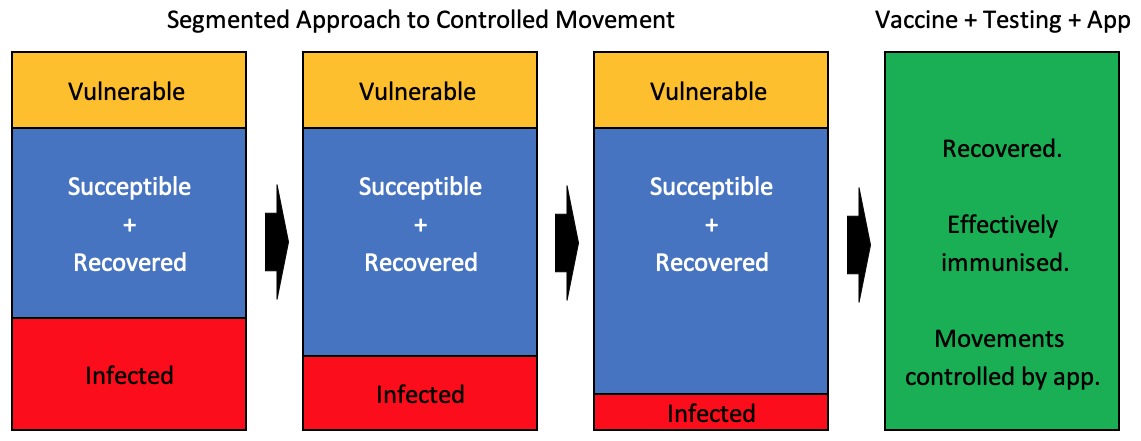 Segmented Approach to Controlled Movement
Vaccine + Testing + App
Vulnerable
Succeptible
+
Recovered
Infected
Vulnerable
Succeptible
+
Recovered
Infected
Vulnerable
Succeptible
+
Recovered
Infected
Recovered.
Effectively
immunised.
Movements
controlled by app.